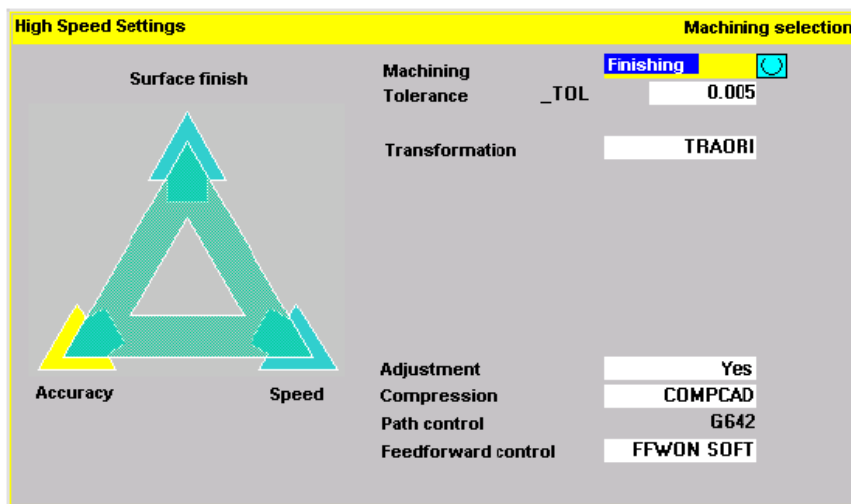 High Speed Settings Machining selection
Surface finish
Machining Finishing
Tolerance _TOL 0.005
Transformation TRAORI
Accuracy Speed
Adjustment Yes
Compression COMPCAD
Path control G642
Feedforward control FFWON SOFT